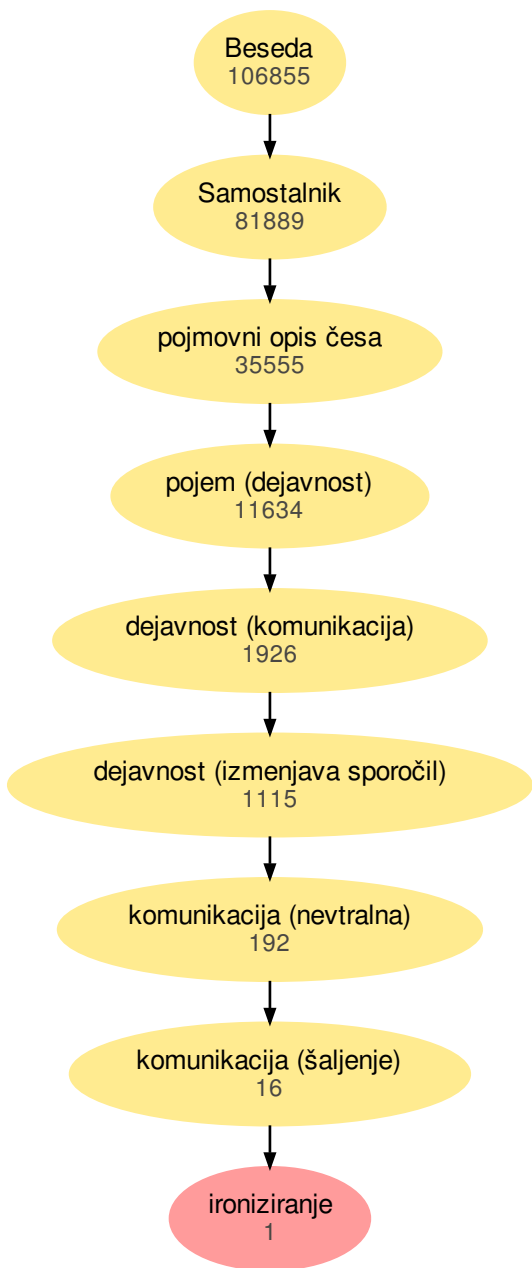 Beseda
106855
Samostalnik
81889
pojmovni opis česa
35555
pojem (dejavnost)
11634
dejavnost (komunikacija)
1926
dejavnost (izmenjava sporočil)
1115
komunikacija (nevtralna)
192
komunikacija (šaljenje)
16
ironiziranje
1